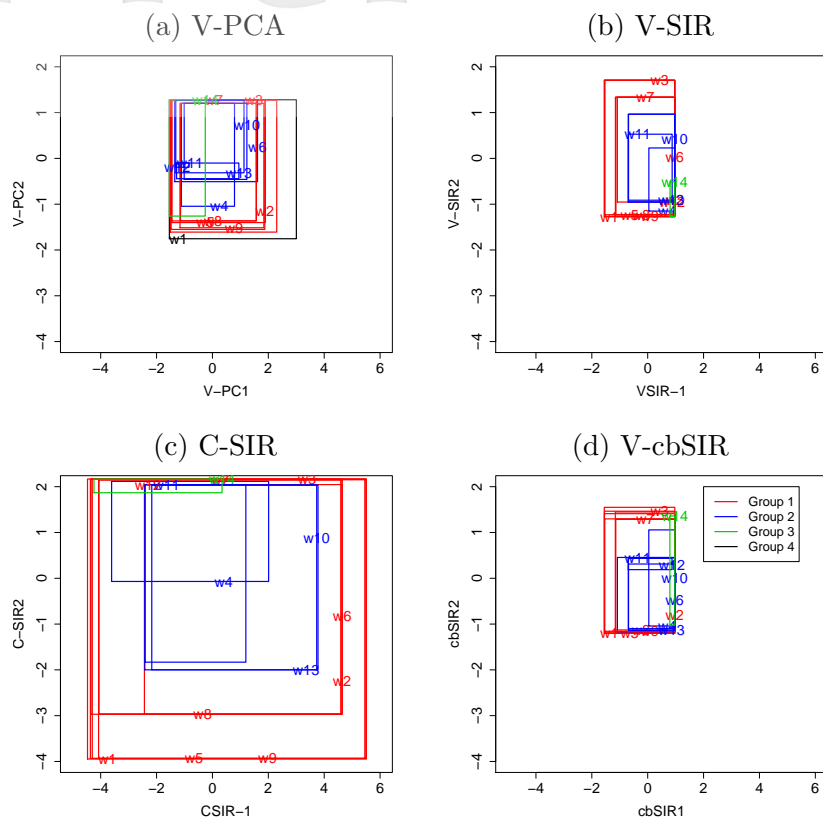 (a) V-PCA
(b) V-SIR
V−PC2
2
1
0
−1
−2
−3
−4
w7
w3
w10
w6
w11
w12
w13
w4
w2
w8
w9
w1
−4 −2 0 2 4 6
V−PC1
V−SIR2
2
1
0
−1
−2
−3
−4
w3
w7
w11
w10
w6
w14
w1
−4 −2 0 2 4 6
VSIR−1
(c) C-SIR
(d) V-cbSIR
C−SIR2
2
1
0
−1
−2
−3
−4
w11
w3
w10
w4
w6
w13
w2
w8
w1
w5
w9
−4 −2 0 2 4 6
CSIR−1
cbSIR2
2
1
0
−1
−2
−3
−4
w3
w7
w14
w11
w12
w10
w6
w2
w13
w1
Group 1
Group 2
Group 3
Group 4
−4 −2 0 2 4 6
cbSIR1